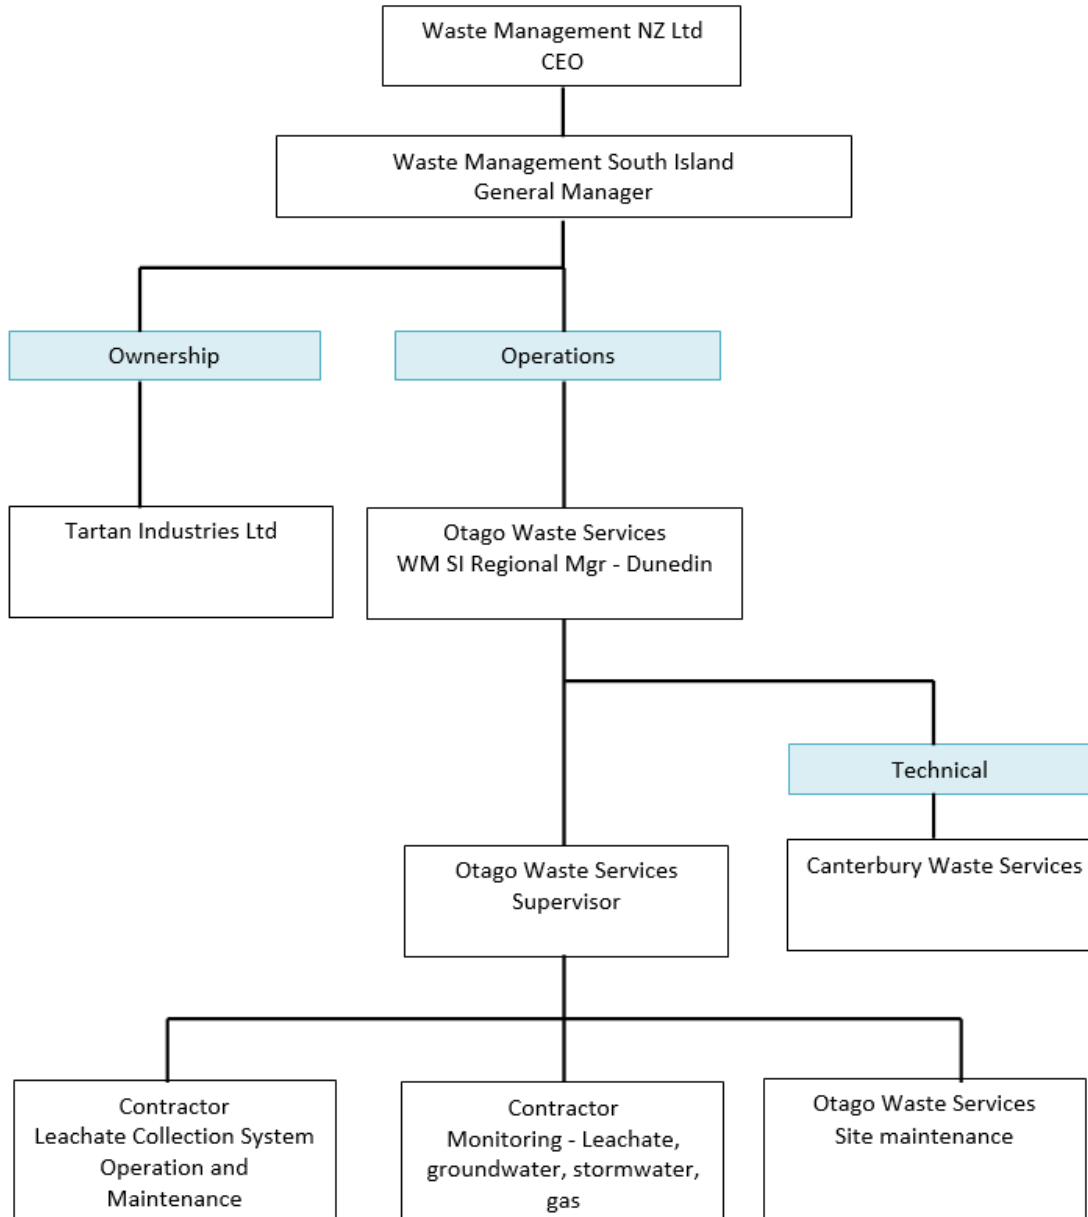 Waste Management NZ Ltd
CEO
Waste Management South Island
General Manager
Ownership
Operations
Tartan Industries Ltd
Otago Waste Services
WM SI Regional Mgr - Dunedin
Technical
Canterbury Waste Services
Otago Waste Services
Supervisor
Contractor
Leachate Collection System
Operation and
Maintenance
Contractor
Monitoring - Leachate,
groundwater, stormwater,
gas
Otago Waste Services
Site maintenance